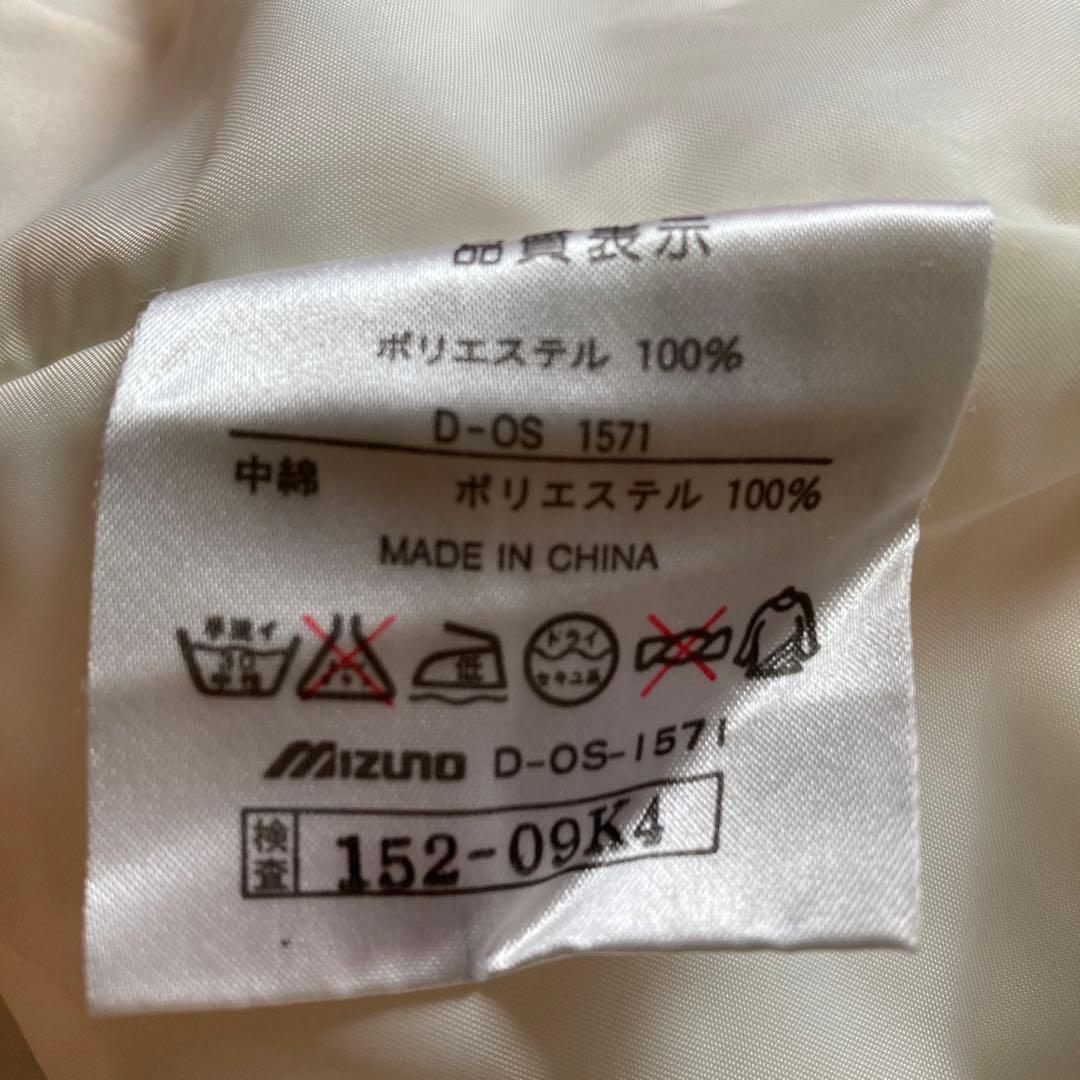 品質表示
ポリエステル 100%
D-OS 1571
中綿 ポリエステル 100%
MADE IN CHINA
手洗イ
30
中性
低
ドライ
セキユ系
MIZUNO D-OS-1571
検査 152-09K4